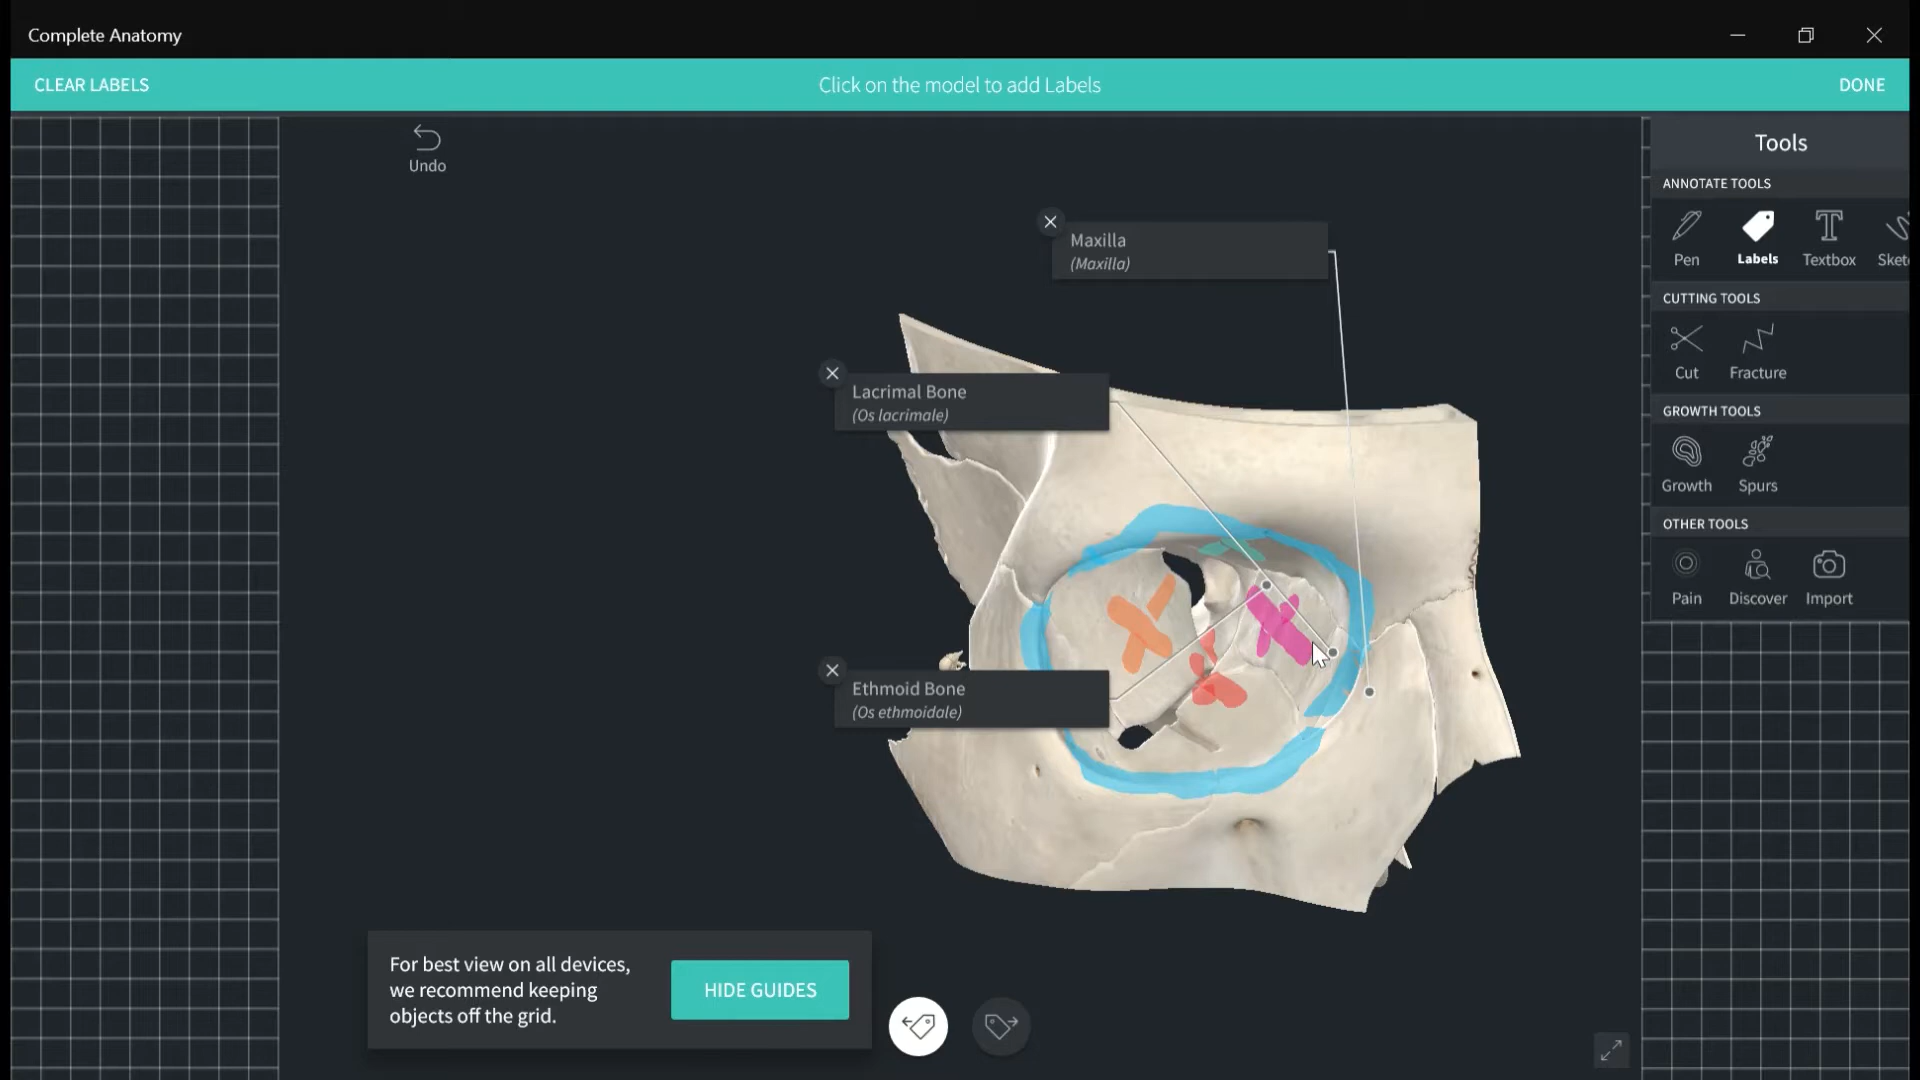 Complete Anatomy
CLEAR LABELS
Click on the model to add Labels
DONE
Undo
Tools
ANNOTATE TOOLS
Pen
Labels
Textbox
Sket
CUTTING TOOLS
Cut
Fracture
GROWTH TOOLS
Growth
Spurs
OTHER TOOLS
Pain
Discover
Import
Maxilla
(Maxilla)
Lacrimal Bone
(Os lacrimale)
Ethmoid Bone
(Os ethmoidale)
For best view on all devices,
we recommend keeping
objects off the grid.
HIDE GUIDES